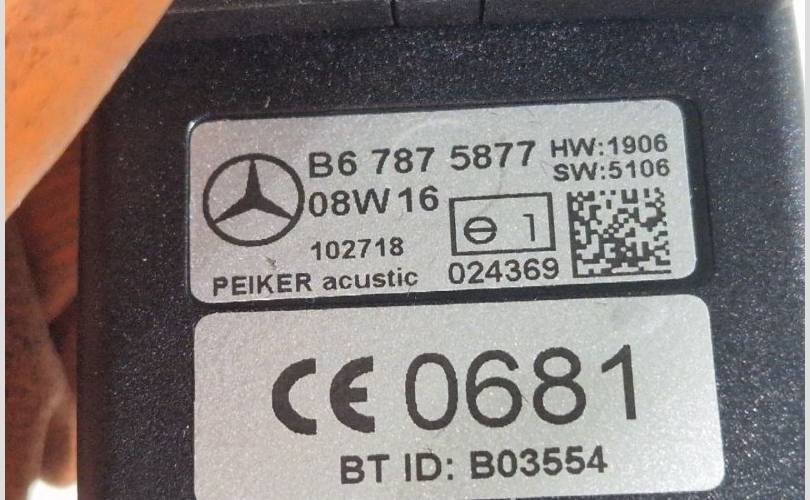 B6 787 5877
HW:1906
SW:5106
08W16
1
102718
024369
PEIKER acustic
CE 0681
BT ID: B03554